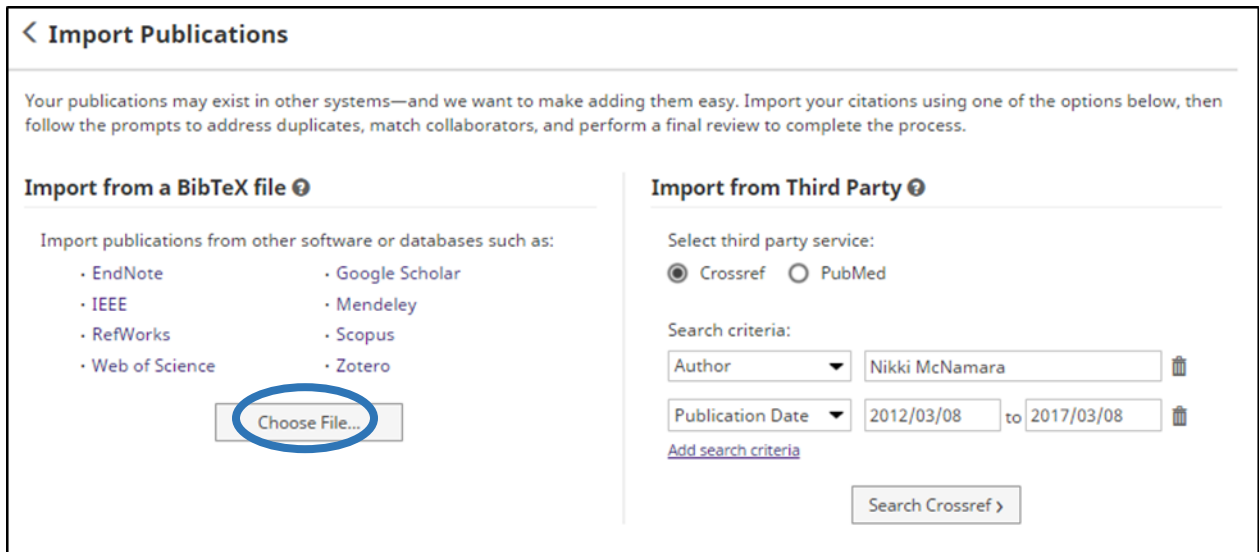 Import Publications
Your publications may exist in other systems—and we want to make adding them easy. Import your citations using one of the options below, then
follow the prompts to address duplicates, match collaborators, and perform a final review to complete the process.
Import from a BibTeX file
Import publications from other software or databases such as:
· EndNote
· IEEE
· RefWorks
· Web of Science
· Google Scholar
· Mendeley
· Scopus
· Zotero
Choose File...
Import from Third Party
Select third party service:
Crossref PubMed
Search criteria:
Author Nikki McNamara
Publication Date 2012/03/08 to 2017/03/08
Add search criteria
Search Crossref ›